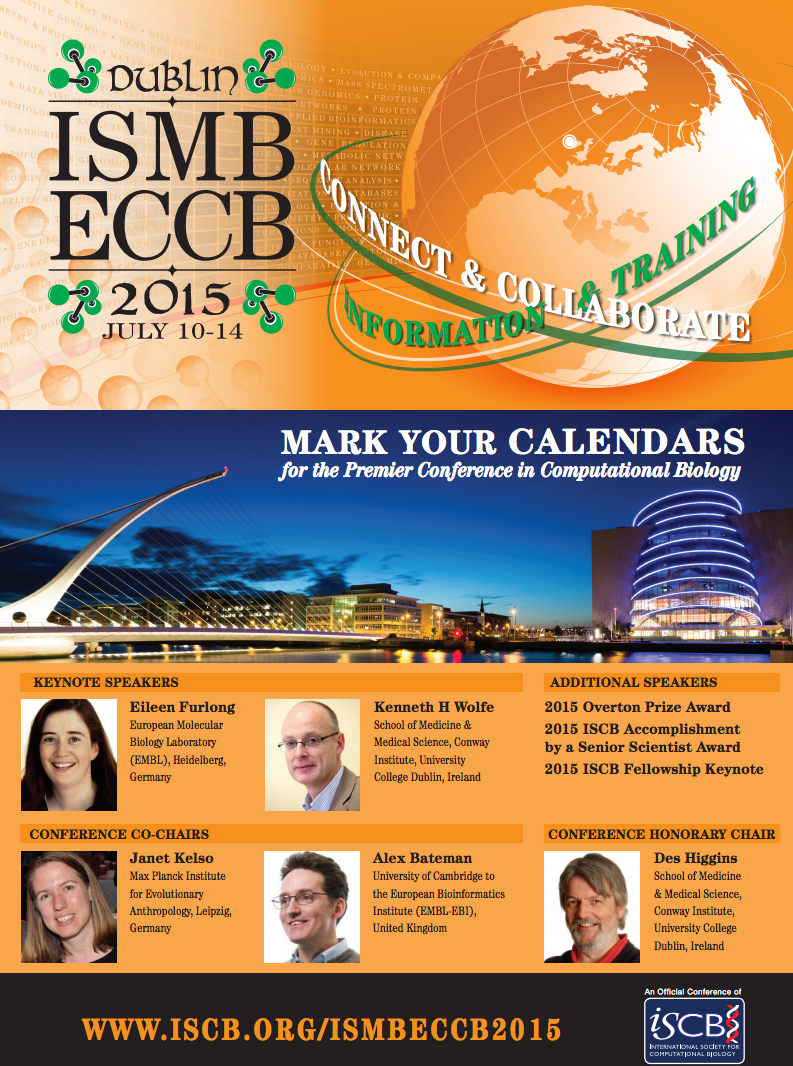 DUBLIN
ISMB
ECCB
2015
JULY 10-14
CONNECT & COLLABORATE
INFORMATION & TRAINING
MARK YOUR CALENDARS
for the Premier Conference in Computational Biology
KEYNOTE SPEAKERS
Eileen Furlong
European Molecular
Biology Laboratory
(EMBL), Heidelberg,
Germany
Kenneth H Wolfe
School of Medicine &
Medical Science, Conway
Institute, University
College Dublin, Ireland
ADDITIONAL SPEAKERS
2015 Overton Prize Award
2015 ISCB Accomplishment
by a Senior Scientist Award
2015 ISCB Fellowship Keynote
CONFERENCE CO-CHAIRS
Janet Kelso
Max Planck Institute
for Evolutionary
Anthropology, Leipzig,
Germany
Alex Bateman
University of Cambridge to
the European Bioinformatics
Institute (EMBL-EBI),
United Kingdom
CONFERENCE HONORARY CHAIR
Des Higgins
School of Medicine
& Medical Science,
Conway Institute,
University College
Dublin, Ireland
WWW.ISCB.ORG/ISMBECCB2015
An Official Conference of
iSCB
INTERNATIONAL SOCIETY FOR
COMPUTATIONAL BIOLOGY